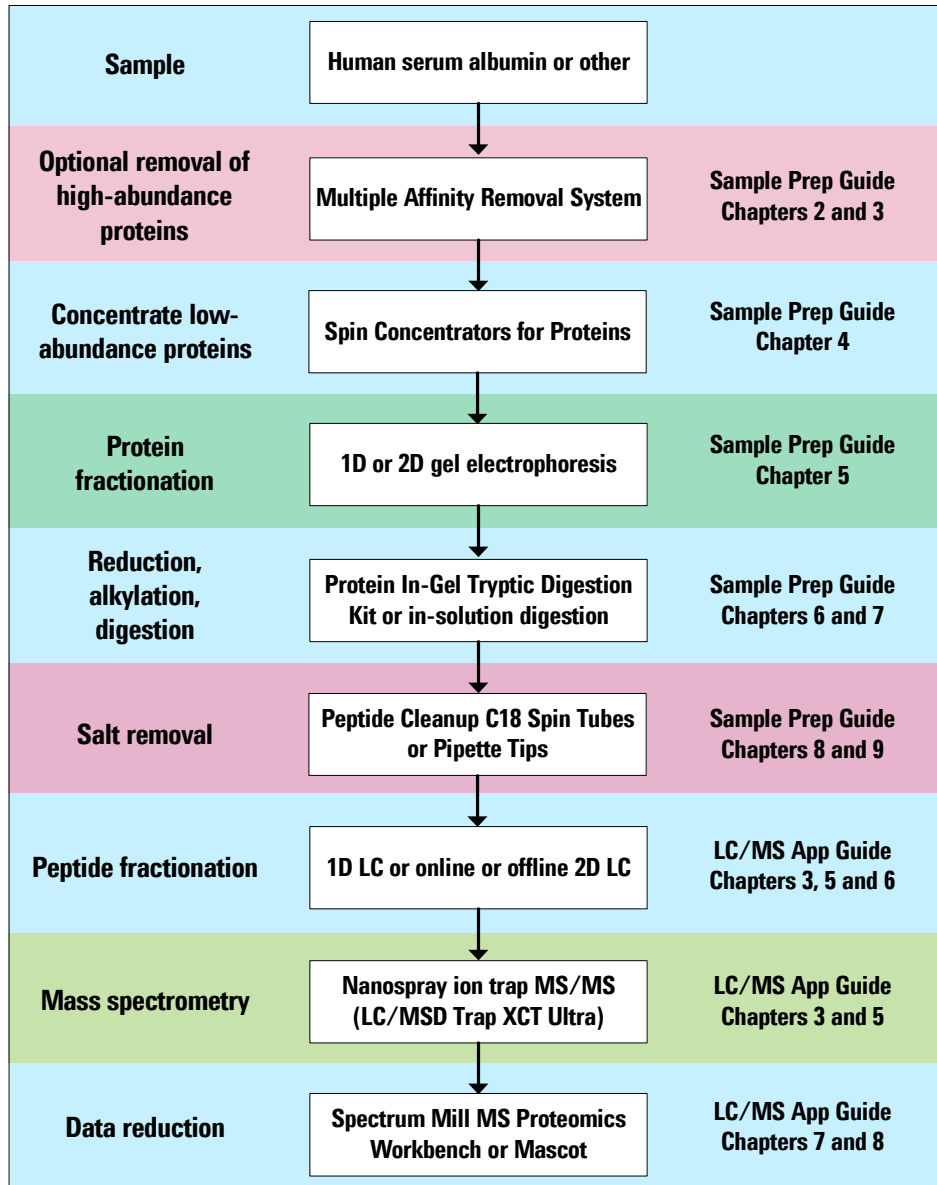 Sample
Human serum albumin or other
Optional removal of
high-abundance
proteins
Multiple Affinity Removal System
Sample Prep Guide
Chapters 2 and 3
Concentrate low-
abundance proteins
Spin Concentrators for Proteins
Sample Prep Guide
Chapter 4
Protein
fractionation
1D or 2D gel electrophoresis
Sample Prep Guide
Chapter 5
Reduction,
alkylation,
digestion
Protein In-Gel Tryptic Digestion
Kit or in-solution digestion
Sample Prep Guide
Chapters 6 and 7
Salt removal
Peptide Cleanup C18 Spin Tubes
or Pipette Tips
Sample Prep Guide
Chapters 8 and 9
Peptide fractionation
1D LC or online or offline 2D LC
LC/MS App Guide
Chapters 3, 5 and 6
Mass spectrometry
Nanospray ion trap MS/MS
(LC/MSD Trap XCT Ultra)
LC/MS App Guide
Chapters 3 and 5
Data reduction
Spectrum Mill MS Proteomics
Workbench or Mascot
LC/MS App Guide
Chapters 7 and 8